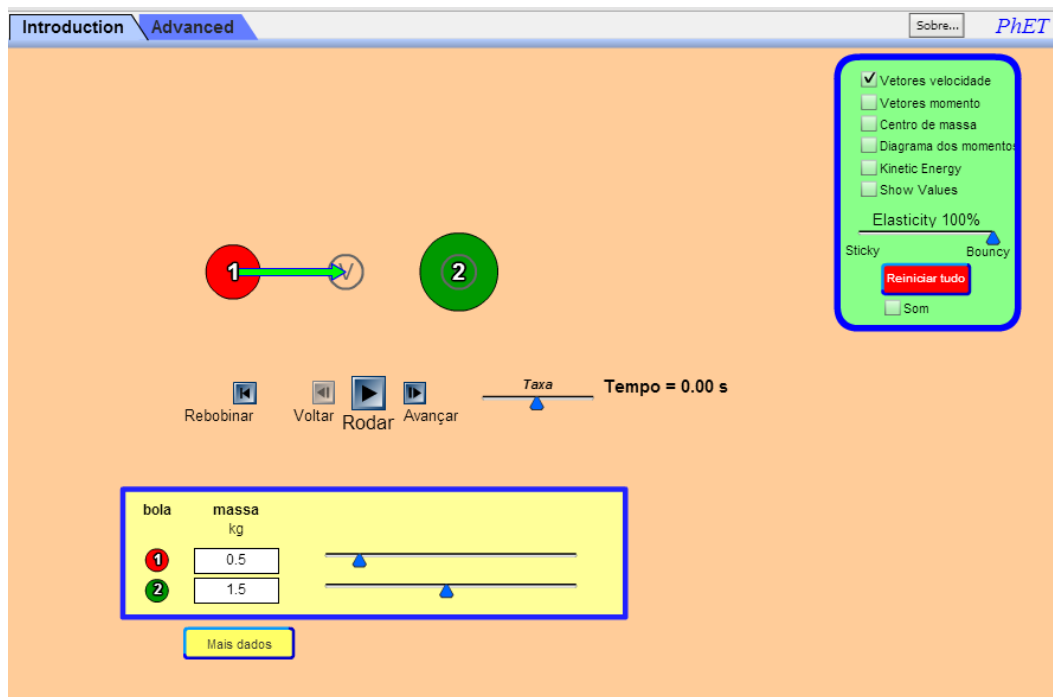 Introduction Advanced Sobre... PhET
Vetores velocidade
Vetores momento
Centro de massa
Diagrama dos momentos
Kinetic Energy
Show Values
Elasticity 100%
Sticky Bouncy
Reiniciar tudo
Som
1 V 2
Taxa Tempo = 0.00 s
Rebobinar Voltar Rodar Avançar
bola massa
kg
1 0.5
2 1.5
Mais dados